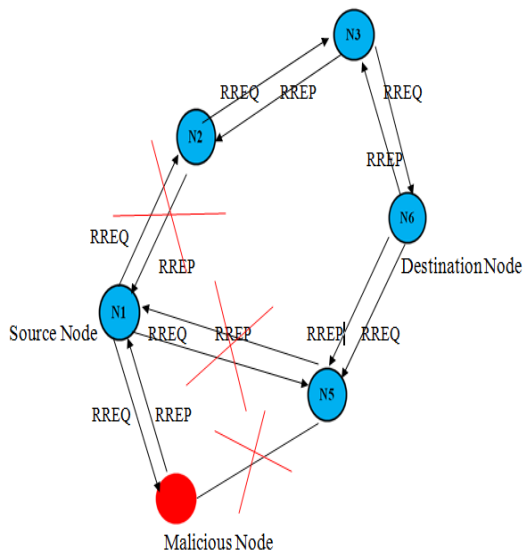 N3
RREQ
RREP
RREQ
N2
RREP
N6
RREQ
RREP
Destination Node
N1
Source Node
RREQ
RREP
RREP
RREQ
N5
RREQ
RREP
Malicious Node